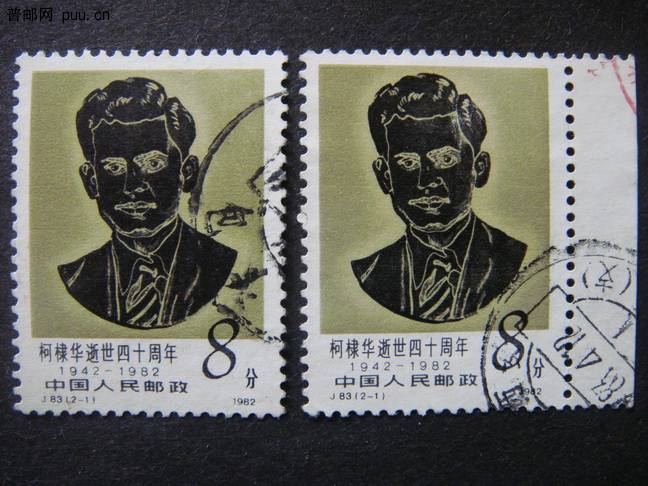 普邮网 puu.cn
柯棣华逝世四十周年
1942-1982
中国人民邮政
8分
J 83(2-1)
1982
柯棣华逝世四十周年
1942-1982
中国人民邮政
8分
J 83(2-1)
1982
(支)